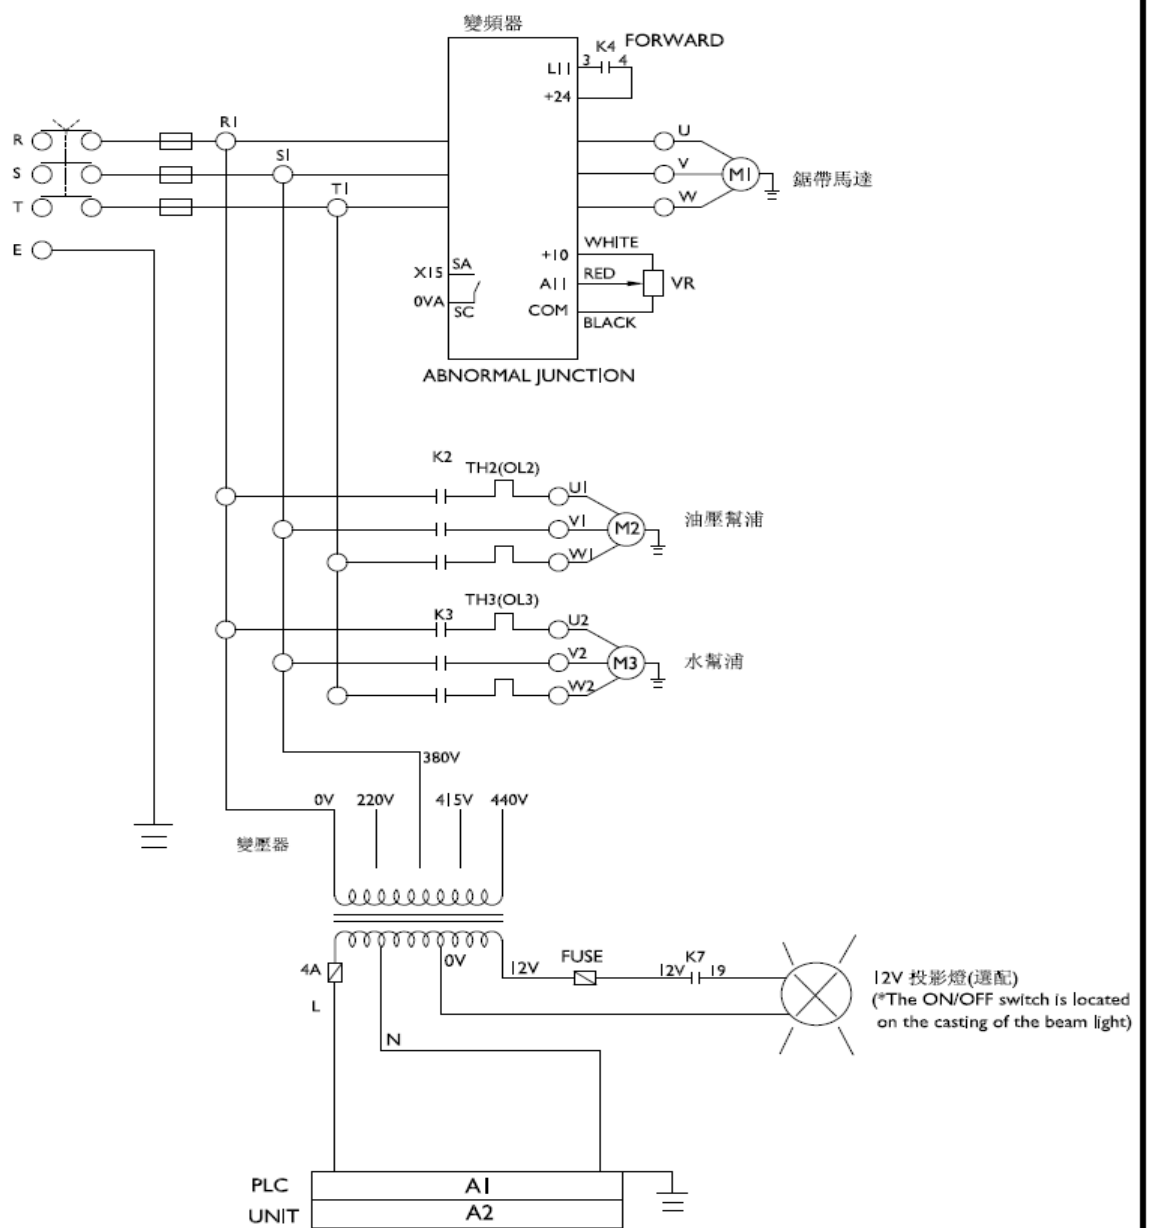 變頻器
K4 FORWARD
L11 3 4
+24
R R1 U
S S1 V M1 鋸帶馬達
T T1 W
E
+10 WHITE
X15 SA
A11 RED VR
0VA SC
COM BLACK
ABNORMAL JUNCTION
K2 TH2(OL2)
U1
V1 M2 油壓幫浦
W1
K3 TH3(OL3)
U2
V2 M3 水幫浦
W2
380V
0V 220V 415V 440V
變壓器
4A 0V 12V FUSE 12V K7 19
L
12V 投影燈(選配)
(*The ON/OFF switch is located
on the casting of the beam light)
N
PLC A1
UNIT A2